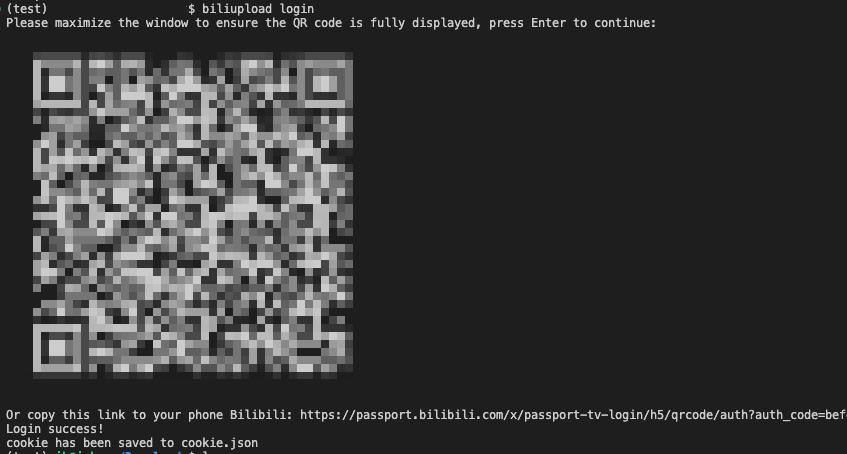 (test) $ biliupload login
Please maximize the window to ensure the QR code is fully displayed, press Enter to continue:
Or copy this link to your phone Bilibili: https://passport.bilibili.com/x/passport-tv-login/h5/qrcode/auth?auth_code=bef
Login success!
cookie has been saved to cookie.json